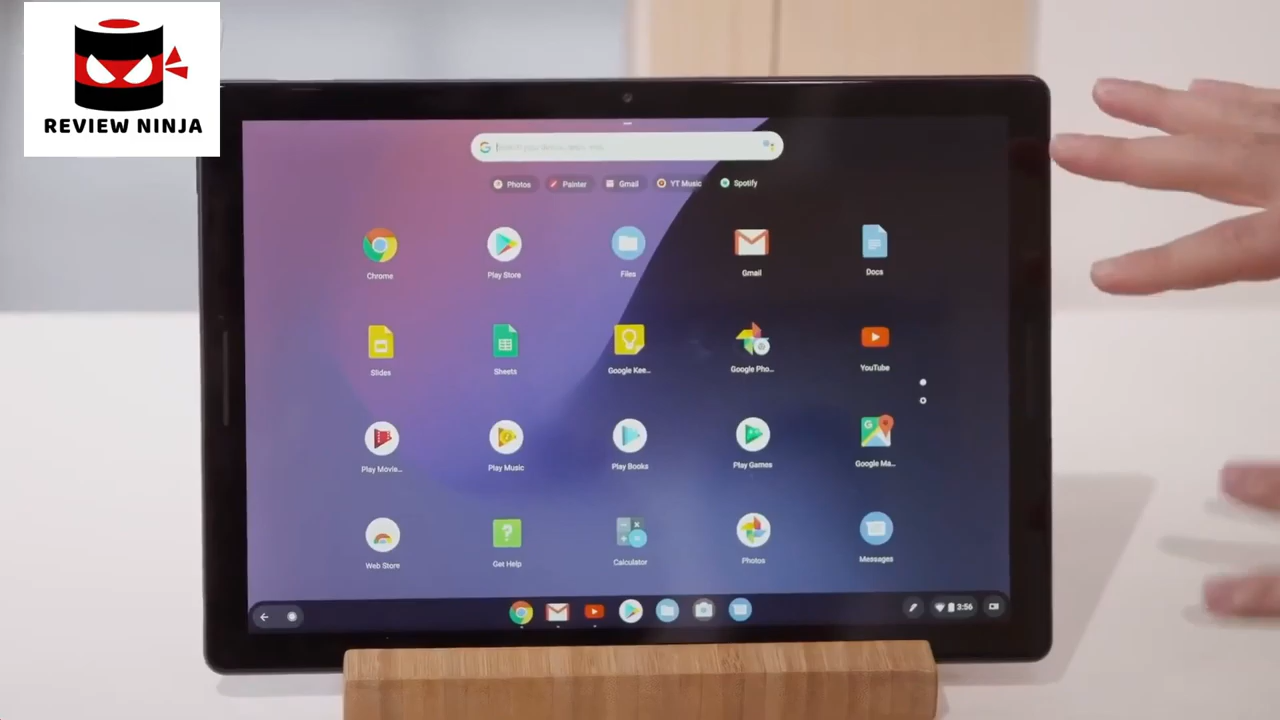 REVIEW NINJA
Photos Painter Gmail YT Music Spotify
Chrome Play Store Files Gmail Docs
Slides Sheets Google Kee... Google Pho... YouTube
Play Movie... Play Music Play Books Play Games Google Ma...
Web Store Get Help Calculator Photos Messages
3:56